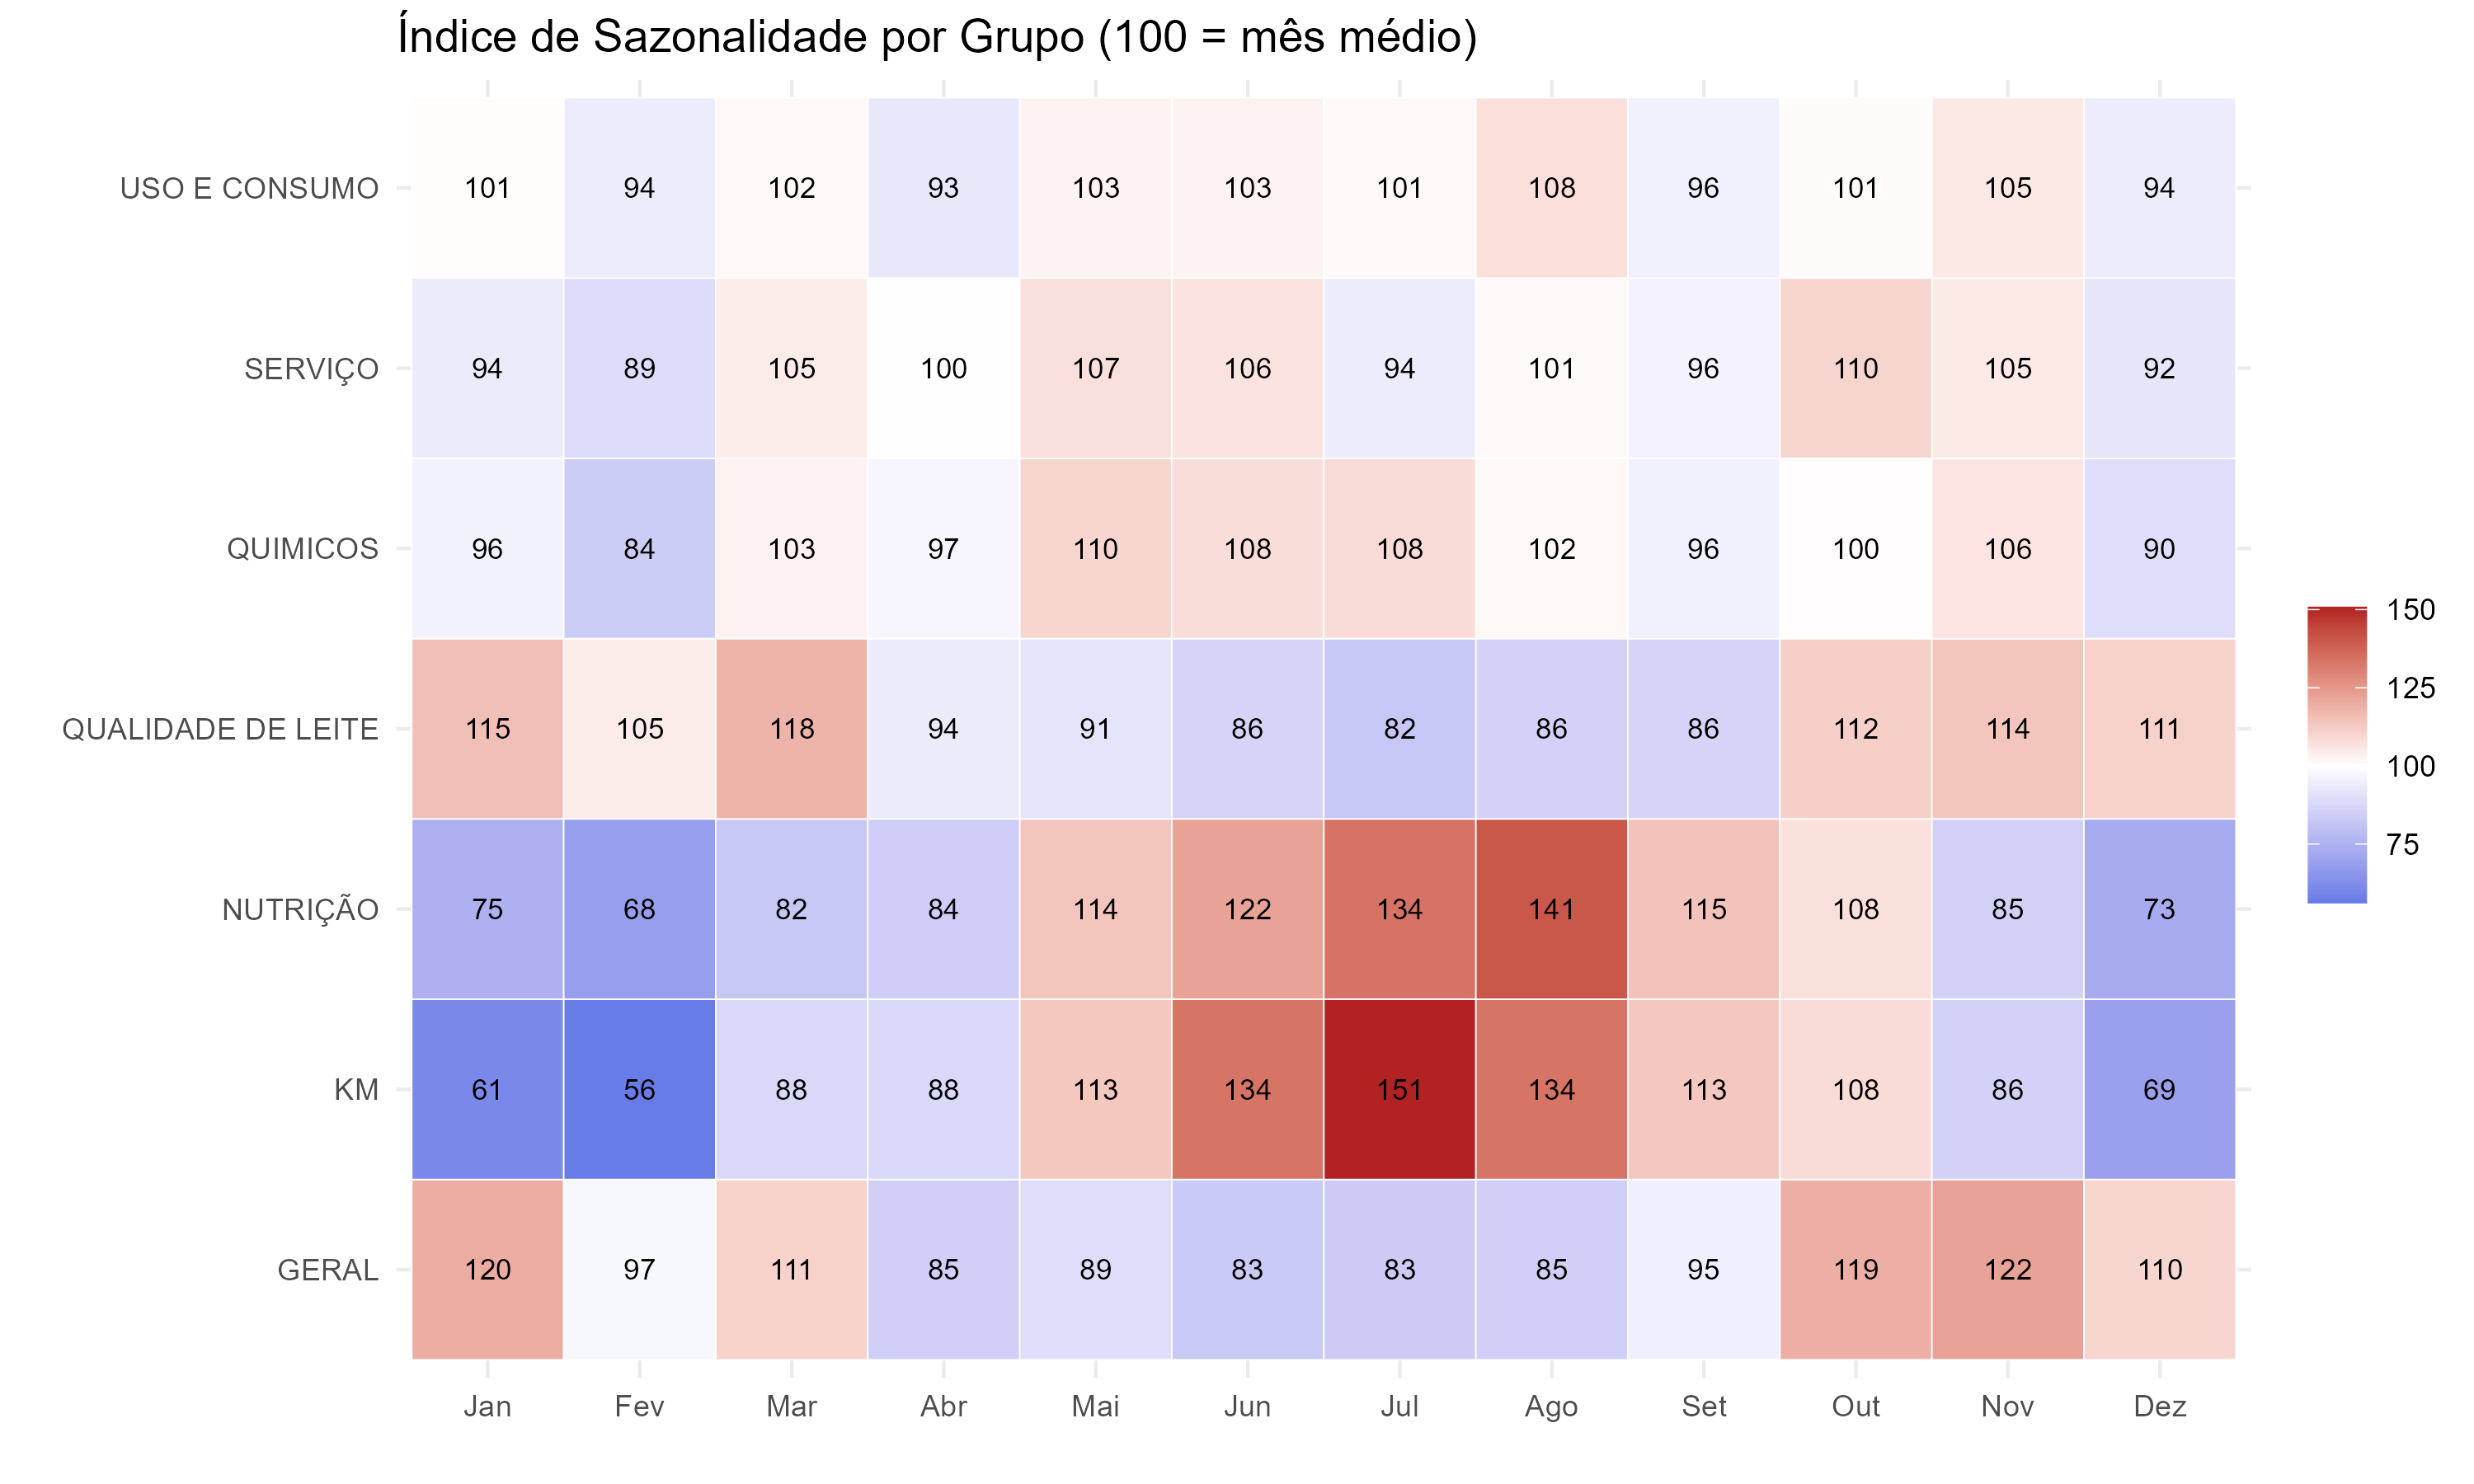 Índice de Sazonalidade por Grupo (100 = mês médio)
USO E CONSUMO 101 94 102 93 103 103 101 108 96 101 105 94
SERVIÇO 94 89 105 100 107 106 94 101 96 110 105 92
QUIMICOS 96 84 103 97 110 108 108 102 96 100 106 90
150
125
100
75
QUALIDADE DE LEITE 115 105 118 94 91 86 82 86 86 112 114 111
NUTRIÇÃO 75 68 82 84 114 122 134 141 115 108 85 73
KM 61 56 88 88 113 134 151 134 113 108 86 69
GERAL 120 97 111 85 89 83 83 85 95 119 122 110
Jan Fev Mar Abr Mai Jun Jul Ago Set Out Nov Dez